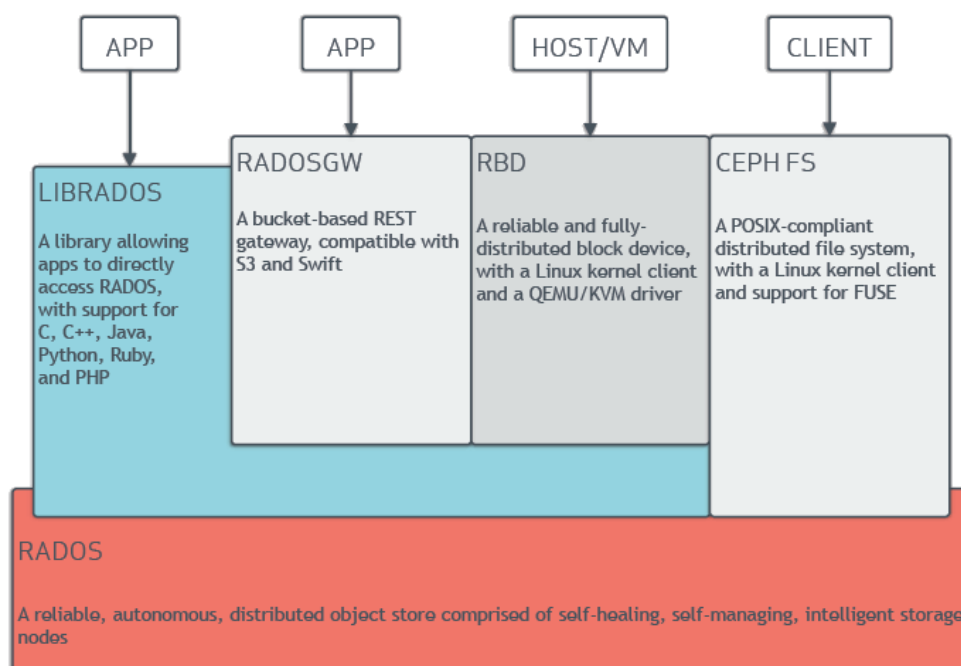 APP
APP
HOST/VM
CLIENT
LIBRADOS
A library allowing
apps to directly
access RADOS,
with support for
C, C++, Java,
Python, Ruby,
and PHP
RADOSGW
A bucket-based REST
gateway, compatible with
S3 and Swift
RBD
A reliable and fully-
distributed block device,
with a Linux kernel client
and a QEMU/KVM driver
CEPH FS
A POSIX-compliant
distributed file system,
with a Linux kernel client
and support for FUSE
RADOS
A reliable, autonomous, distributed object store comprised of self-healing, self-managing, intelligent storage
nodes